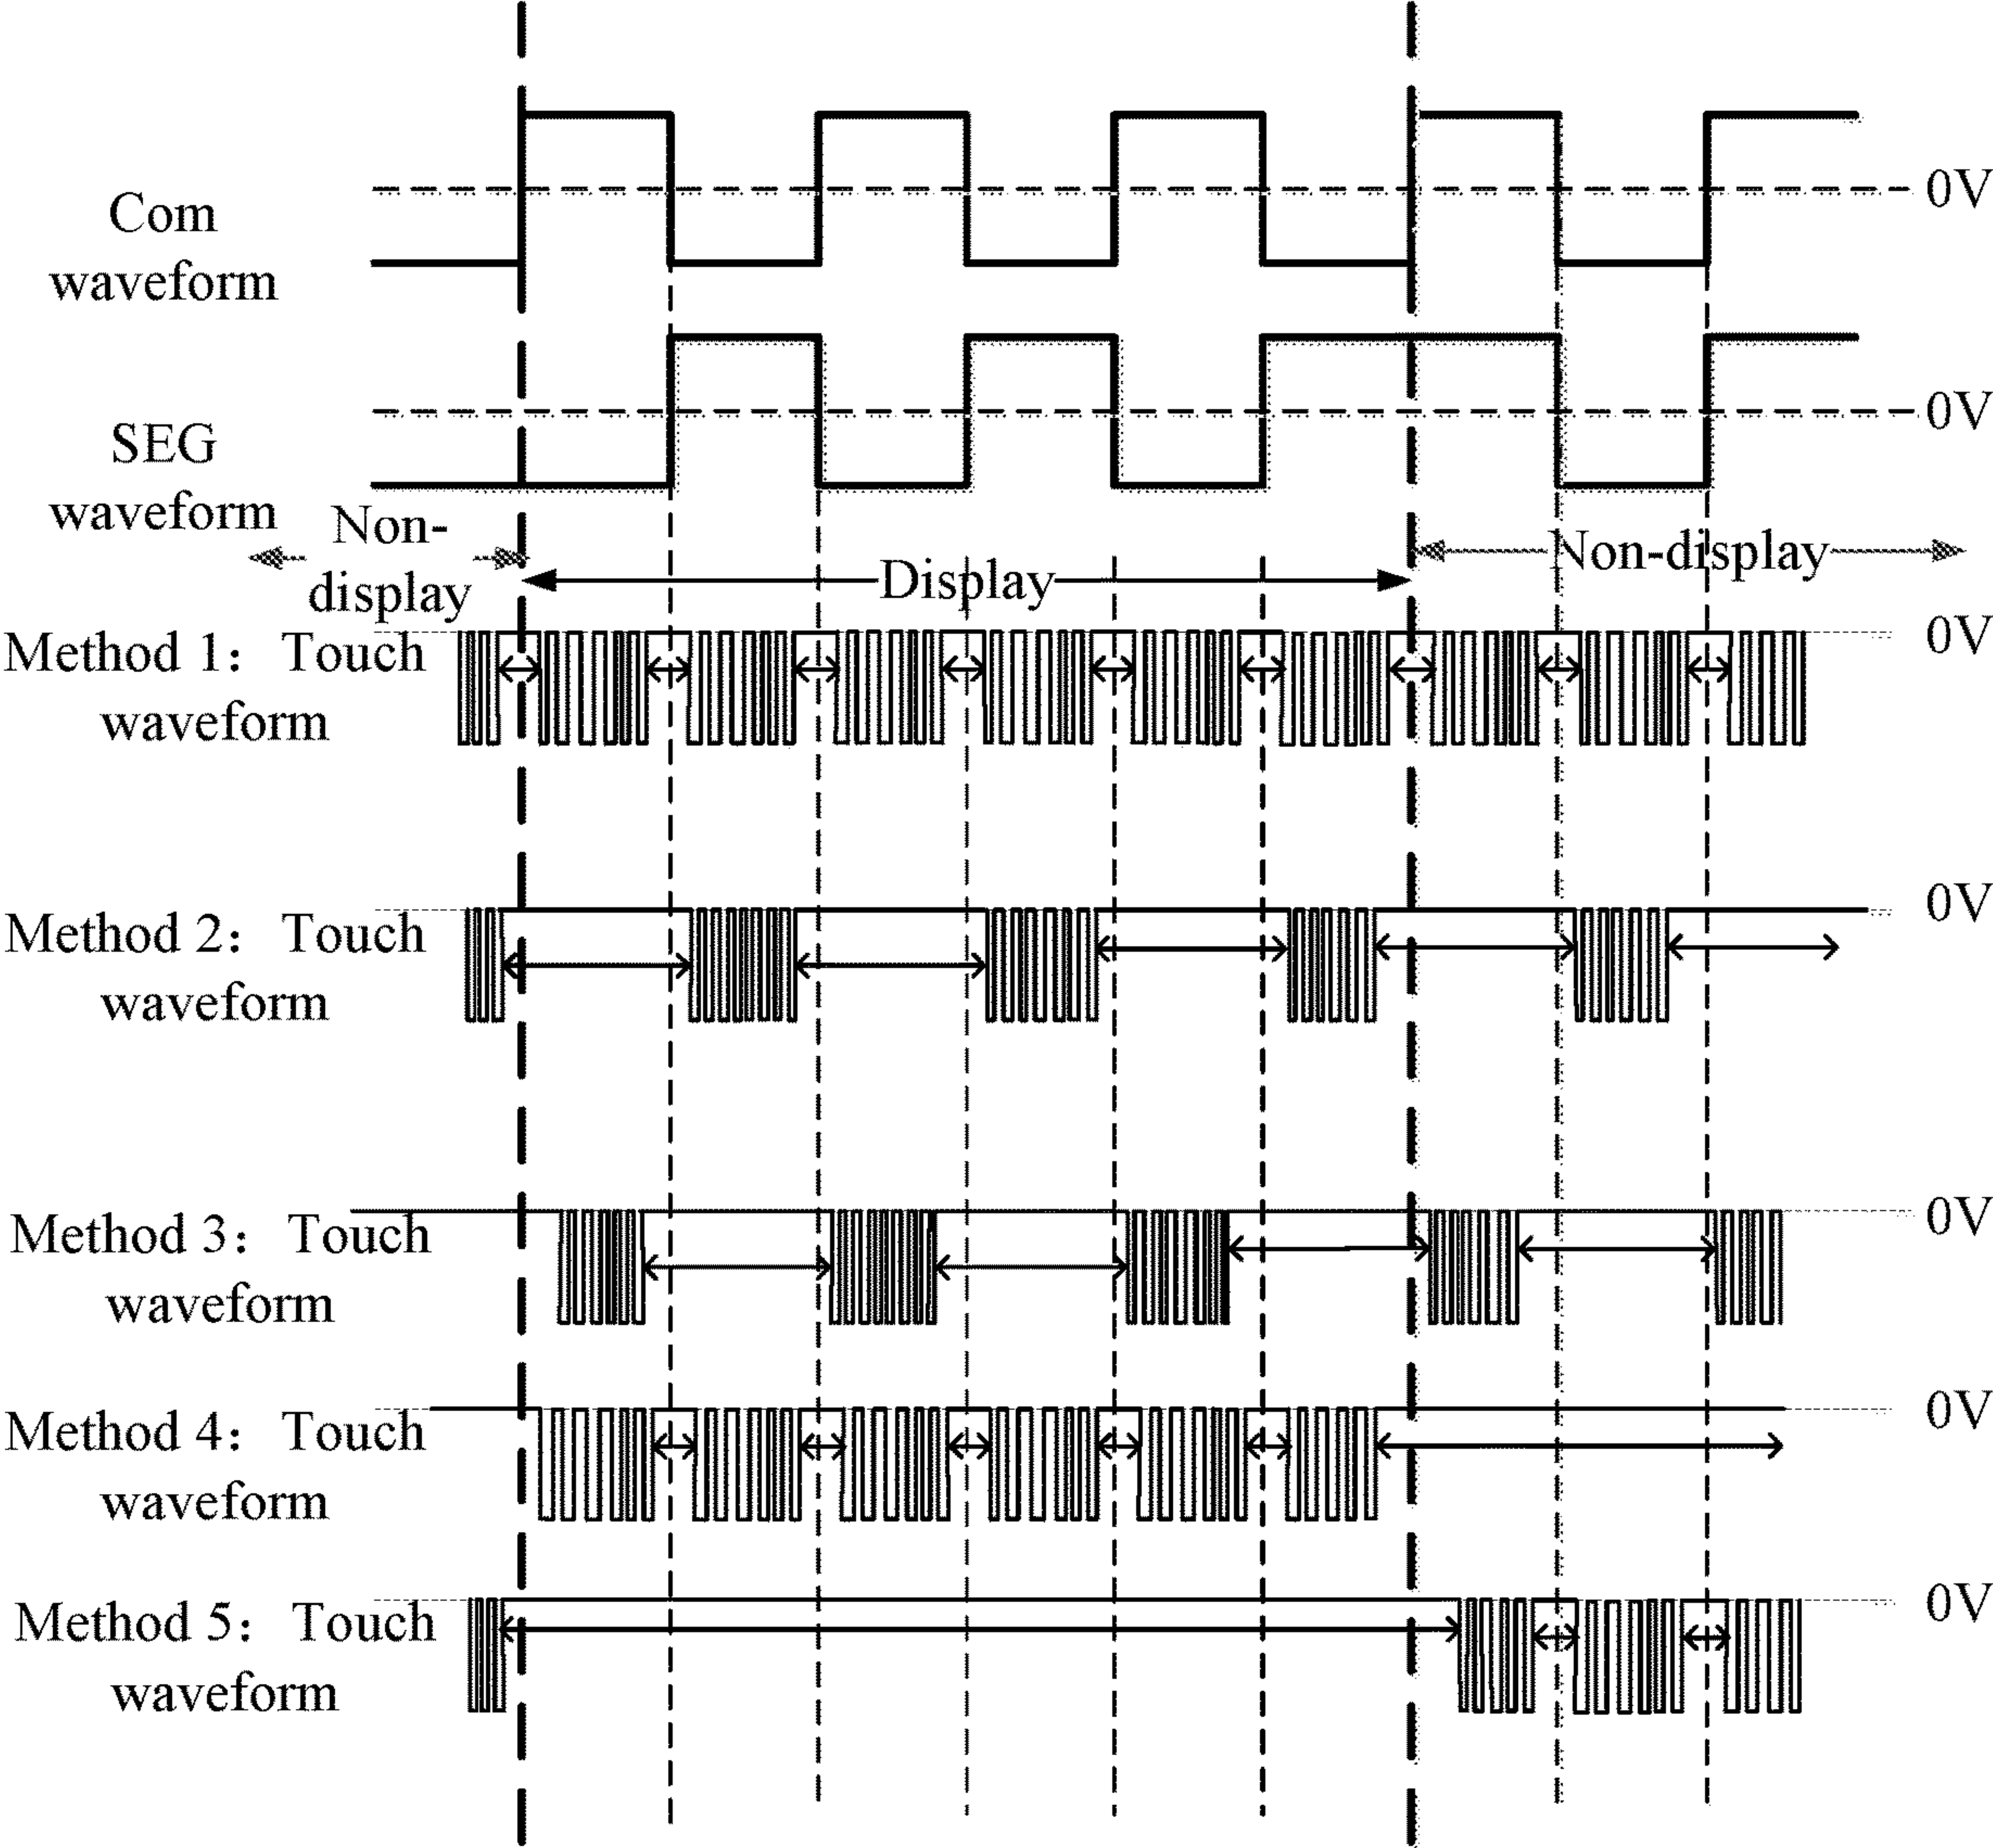 0V
Com
waveform
0V
SEG
waveform
Non-
display
Display
Non-display
0V
Method 1: Touch
waveform
0V
Method 2: Touch
waveform
0V
Method 3: Touch
waveform
0V
Method 4: Touch
waveform
0V
Method 5: Touch
waveform